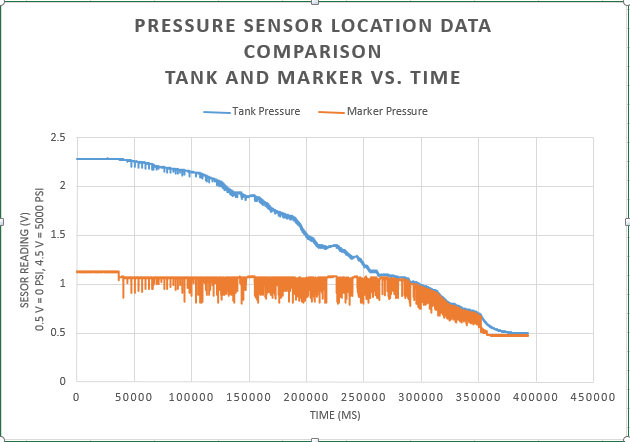 PRESSURE SENSOR LOCATION DATA
COMPARISON
TANK AND MARKER VS. TIME
Tank Pressure Marker Pressure
SESOR READING (V)
0.5 V = 0 PSI, 4.5 V = 5000 PSI
2.5
2
1.5
1
0.5
0
0 50000 100000 150000 200000 250000 300000 350000 400000 450000
TIME (MS)